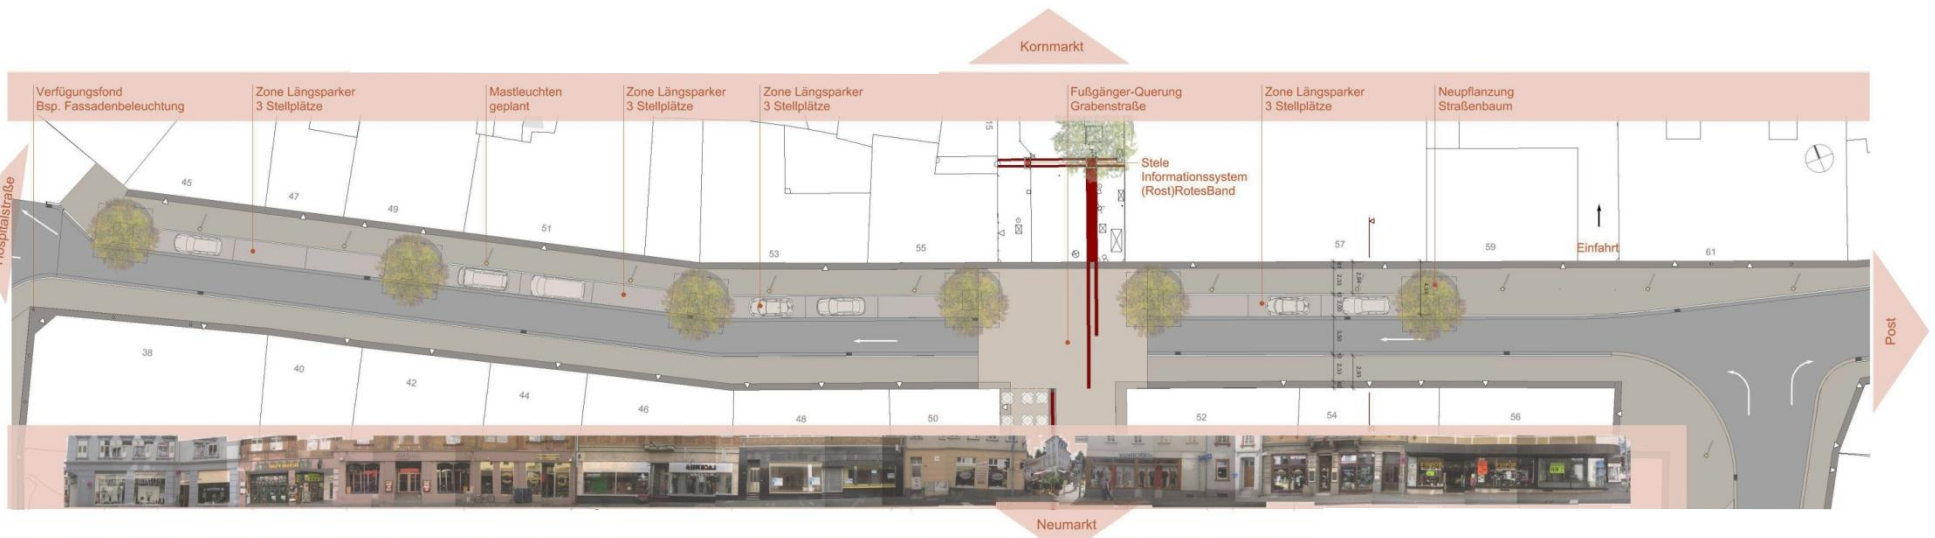 Kornmarkt
Verfügungsfond
Bsp. Fassadenbeleuchtung
Zone Längsparker
3 Stellplätze
Mastleuchten
geplant
Zone Längsparker
3 Stellplätze
Zone Längsparker
3 Stellplätze
Fußgänger-Querung
Grabenstraße
Zone Längsparker
3 Stellplätze
Neupflanzung
Straßenbaum
Stele
Informationssystem
(Rost)RotesBand
Hospitalstraße
15
45
47
49
51
53
55
57
59
61
Einfahrt
Post
38
40
42
44
46
48
50
52
54
56
Neumarkt